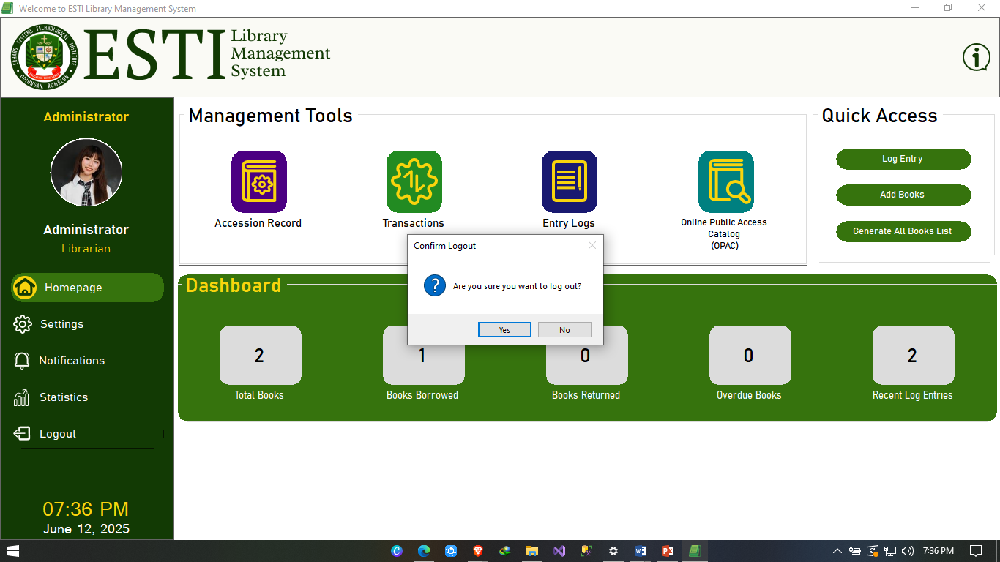 Welcome to ESTI Library Management System
ERHARD SYSTEMS TECHNOLOGICAL INSTITUTE
ODIONGAN, ROMBLON
ESTI
Library
Management
System
Administrator
Administrator
Librarian
Homepage
Settings
Notifications
Statistics
Logout
07:36 PM
June 12, 2025
Management Tools
Accession Record
Transactions
Entry Logs
Online Public Access
Catalog
(OPAC)
Quick Access
Log Entry
Add Books
Generate All Books List
Confirm Logout
Are you sure you want to log out?
Yes
No
Dashboard
2
1
0
0
2
Total Books
Books Borrowed
Books Returned
Overdue Books
Recent Log Entries
7:36 PM